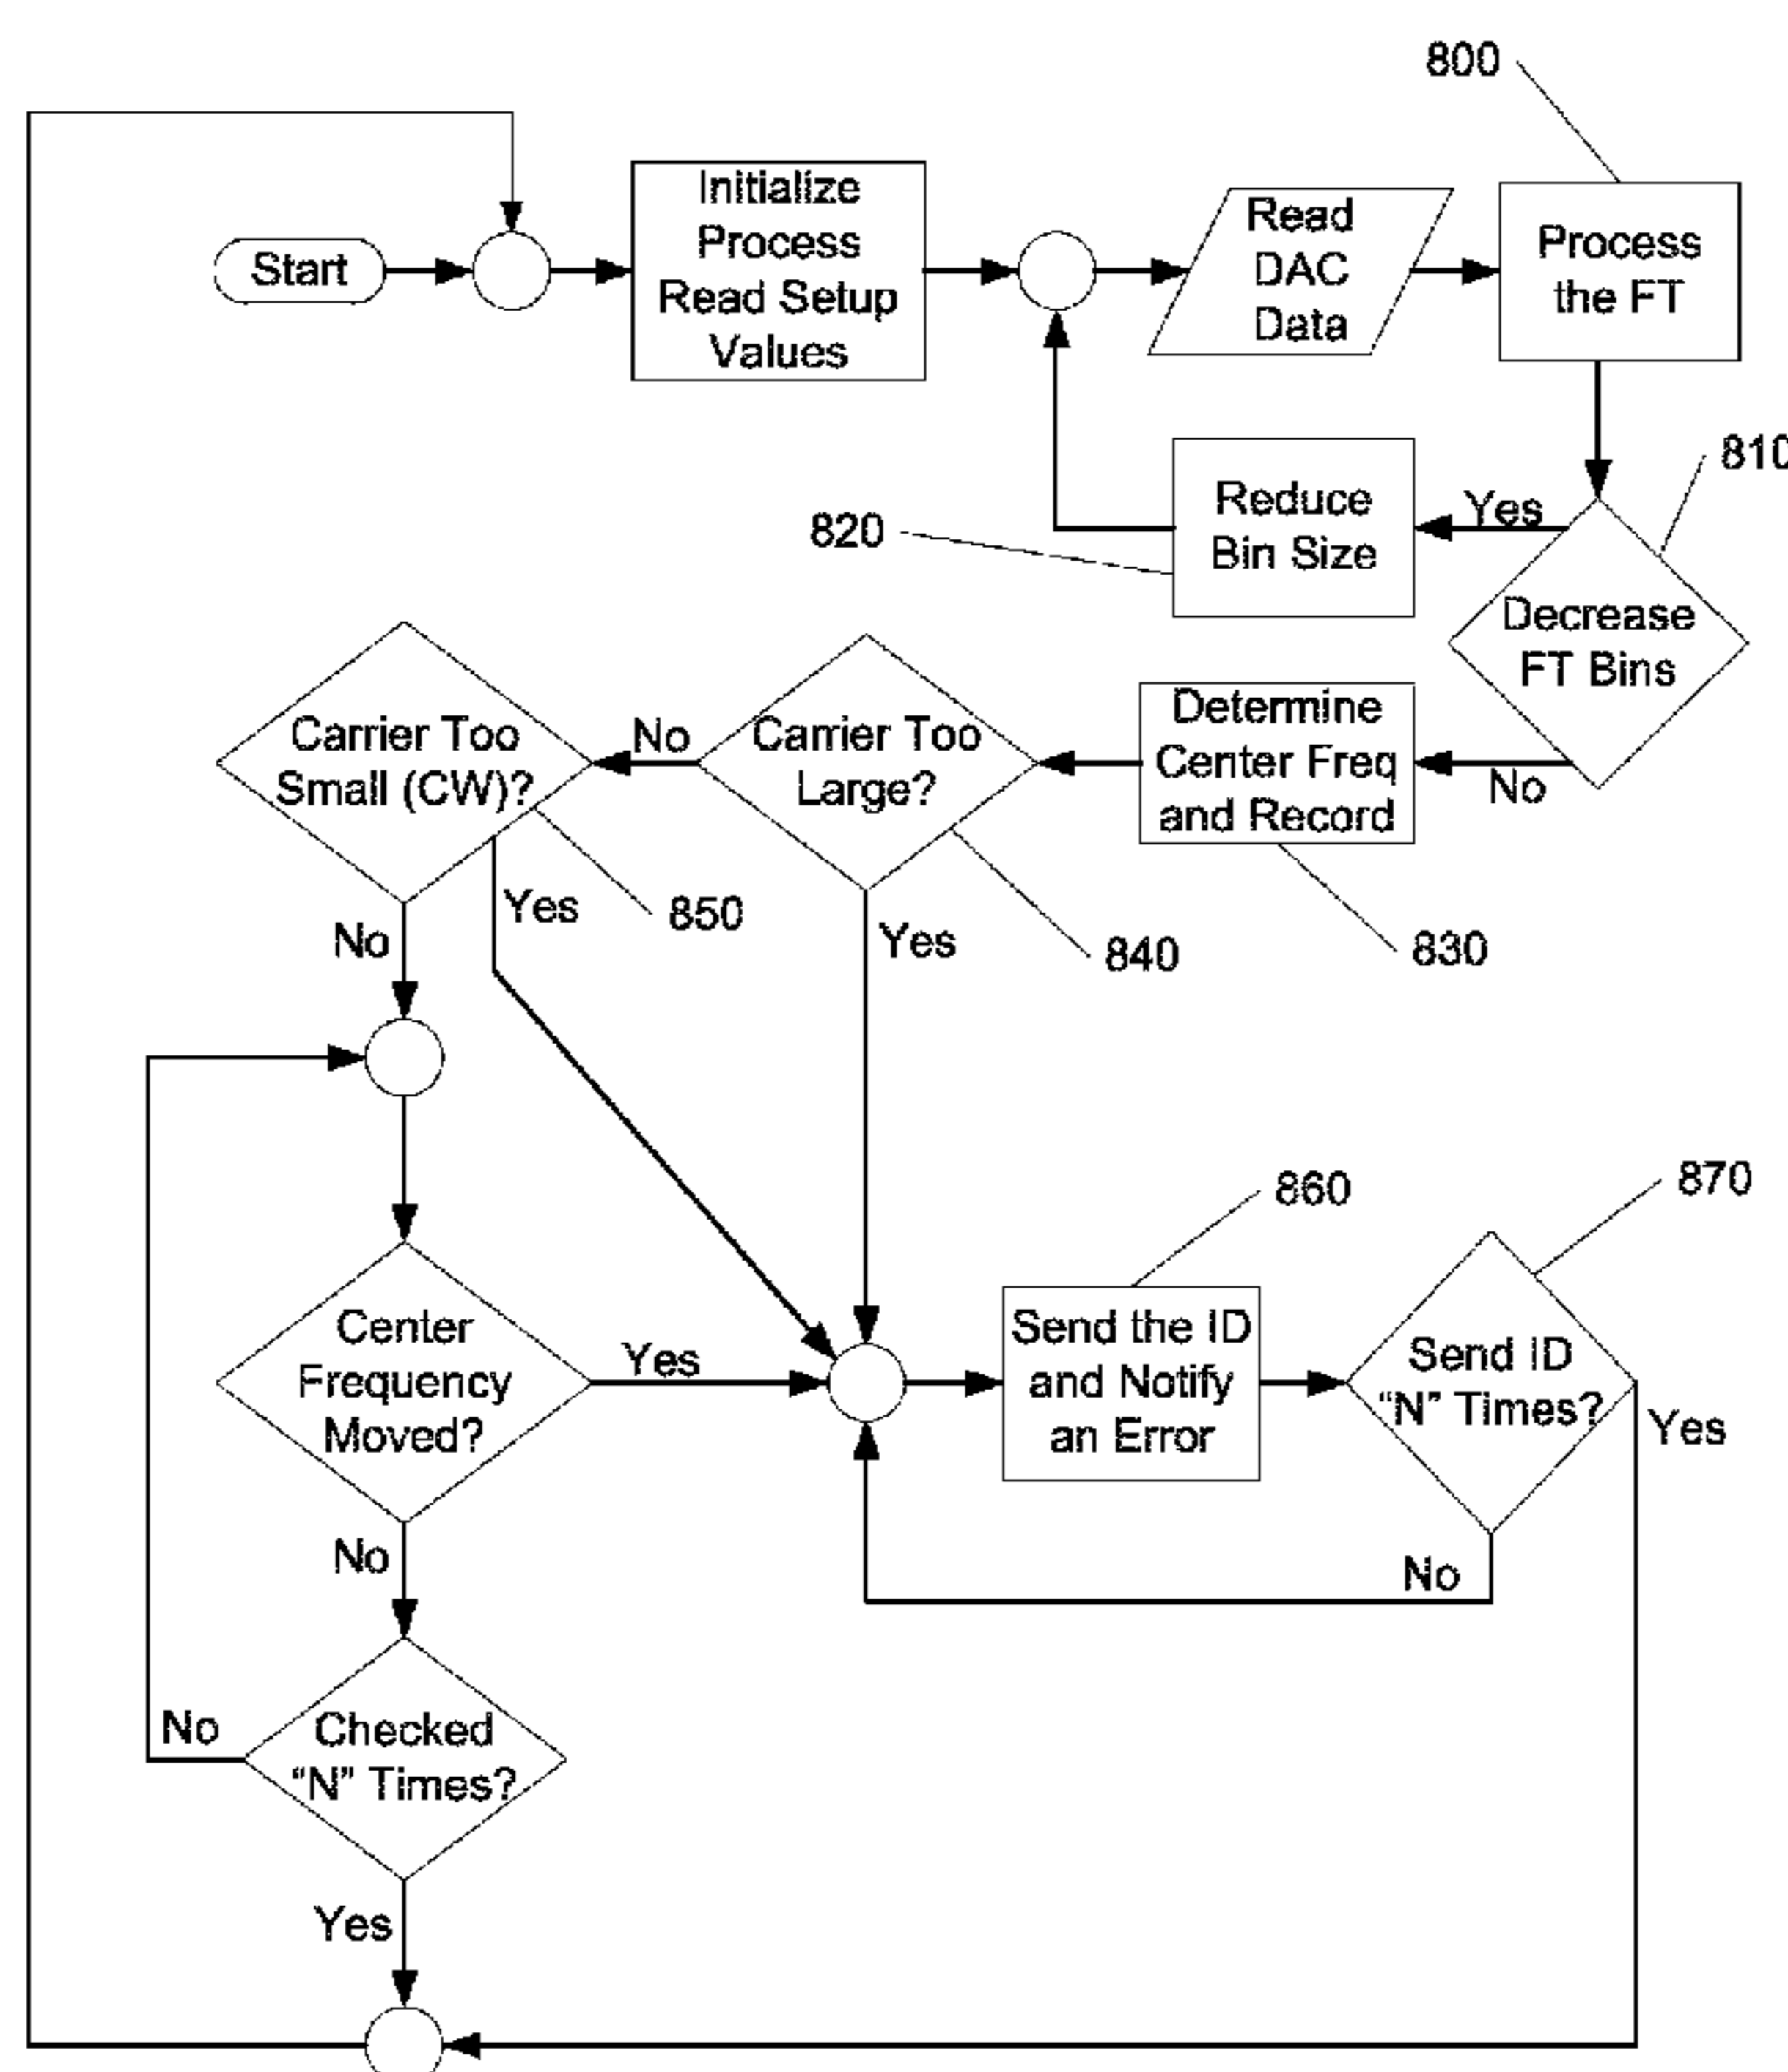 800
Start
Initialize
Process
Read Setup
Values
Read
DAC
Data
Process
the FT
810
Reduce
Bin Size
Yes
820
Decrease
FT Bins
Carrier Too
Small (CW)?
No
Carrier Too
Large?
Determine
Center Freq
and Record
No
Yes
850
No
Yes
840
830
860
870
Center
Frequency
Moved?
Yes
Send the ID
and Notify
an Error
Send ID
“N” Times?
Yes
No
No
No
Checked
“N” Times?
Yes